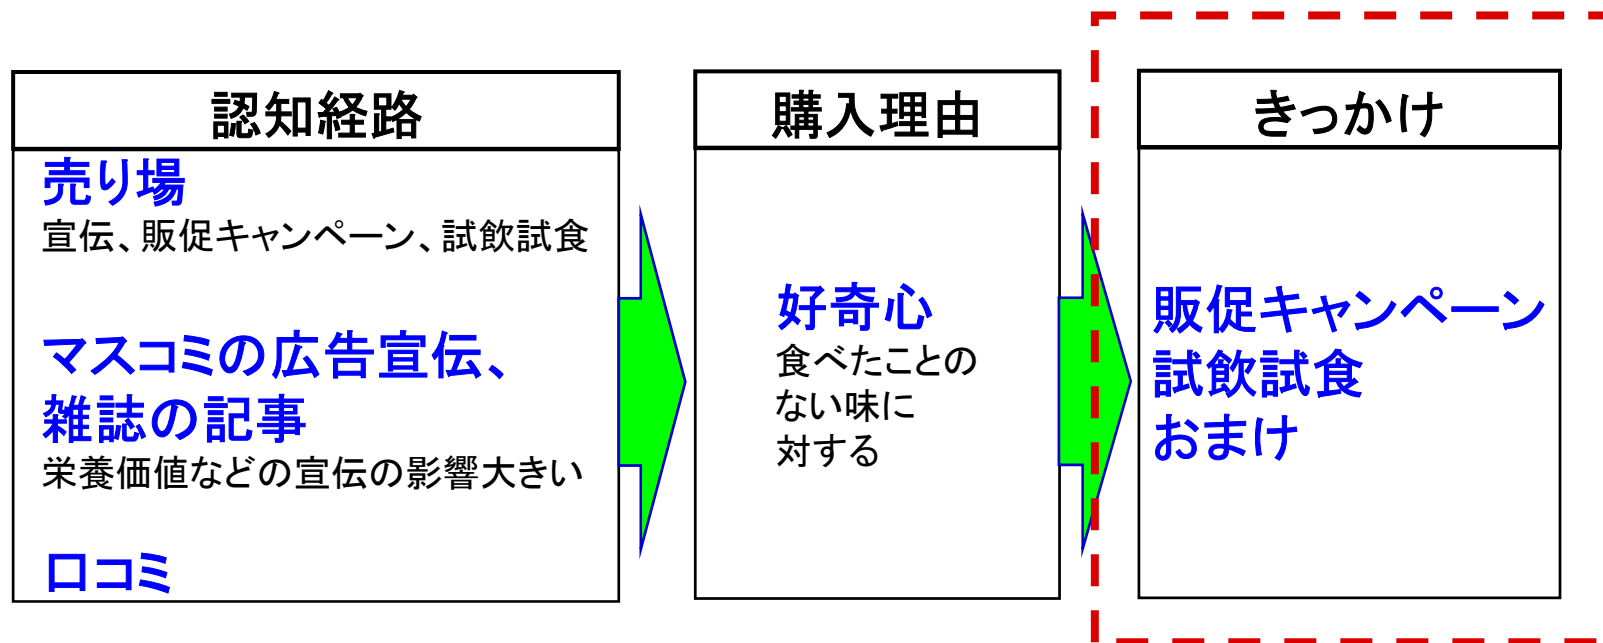 認知経路
売り場
宣伝、販促キャンペーン、試飲試食
マスコミの広告宣伝、
雑誌の記事
栄養価値などの宣伝の影響大きい
口コミ
購入理由
好奇心
食べたことの
ない味に
対する
きっかけ
販促キャンペーン
試飲試食
おまけ